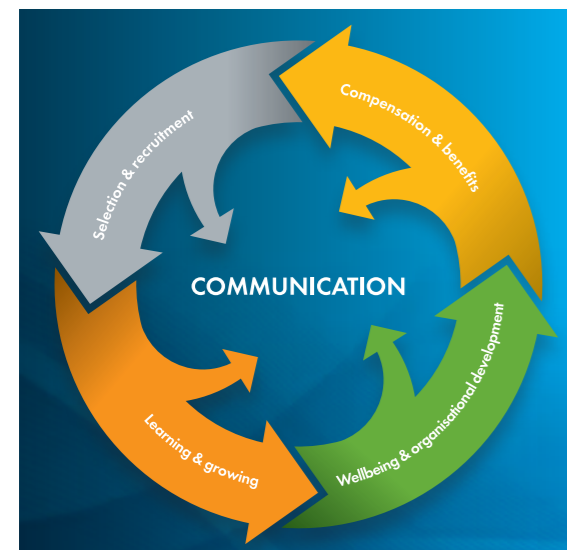 Compensation & benefits
Selection & recruitment
COMMUNICATION
Learning & growing
Wellbeing & organisational development